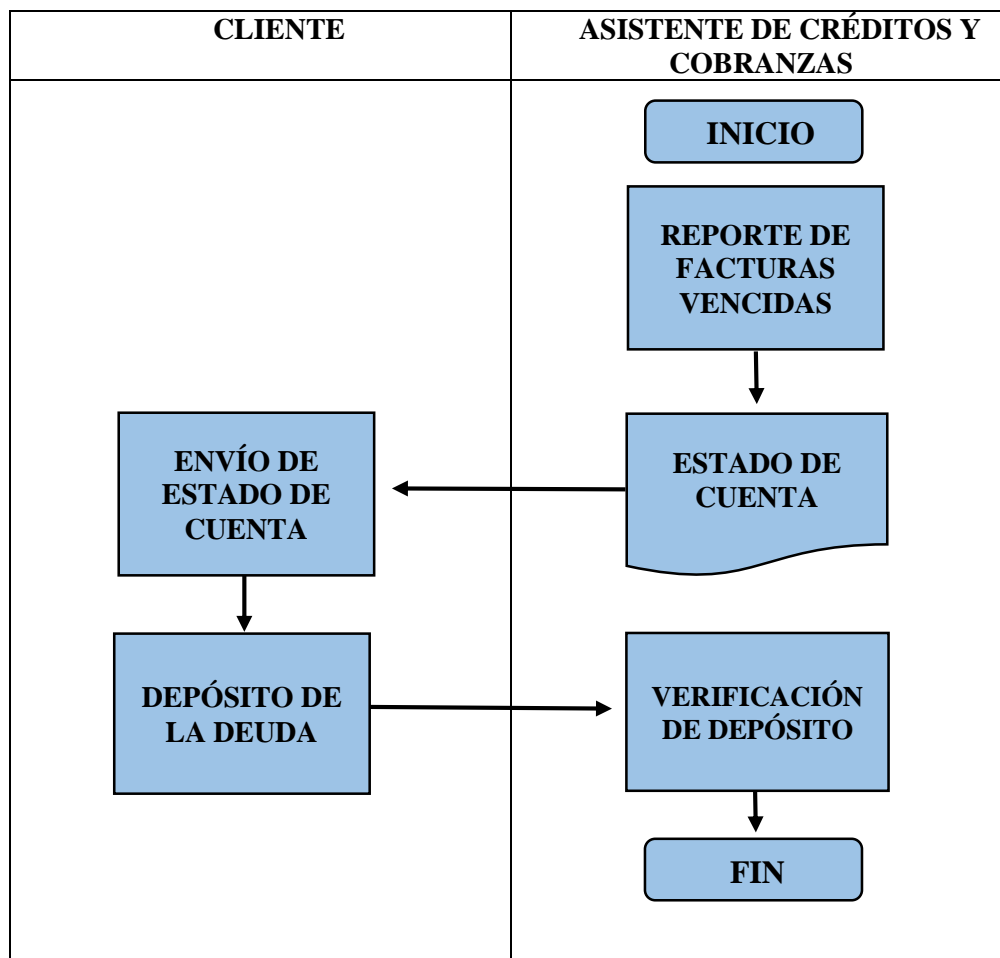 CLIENTE
ASISTENTE DE CRÉDITOS Y
COBRANZAS
INICIO
REPORTE DE
FACTURAS
VENCIDAS
ESTADO DE
CUENTA
ENVÍO DE
ESTADO DE
CUENTA
DEPÓSITO DE
LA DEUDA
VERIFICACIÓN
DE DEPÓSITO
FIN